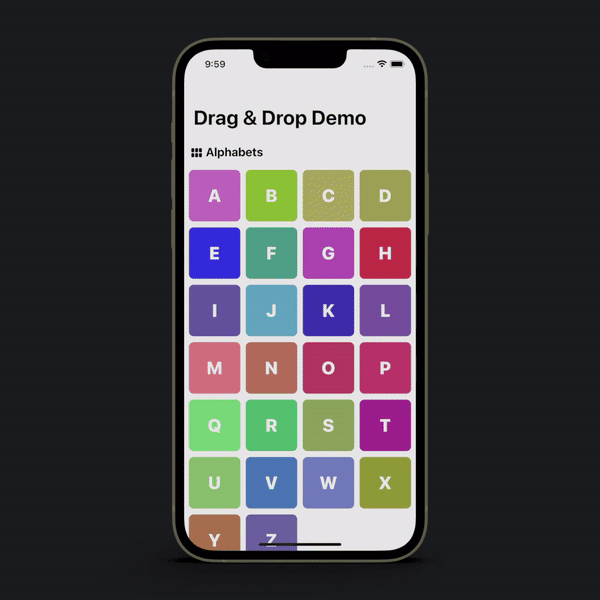 9:59
Drag & Drop Demo
Alphabets
A B C D
E F G H
I J K L
M N O P
Q R S T
U V W X
Y Z